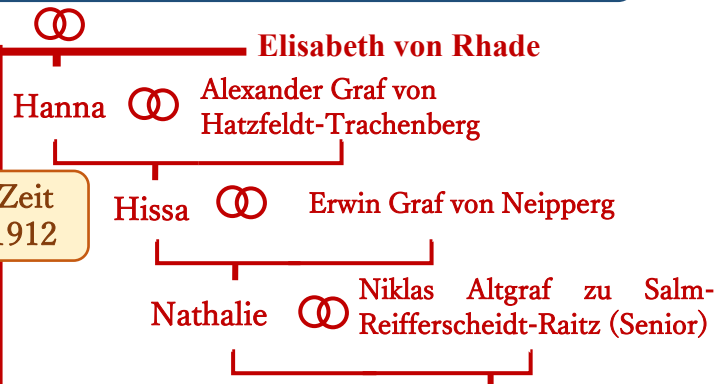 Elisabeth von Rhade
Hanna
Alexander Graf von
Hatzfeldt-Trachenberg
Zeit
1912
Hissa
Erwin Graf von Neipperg
Nathalie
Niklas Altgraf zu Salm-
Reifferscheidt-Raitz (Senior)